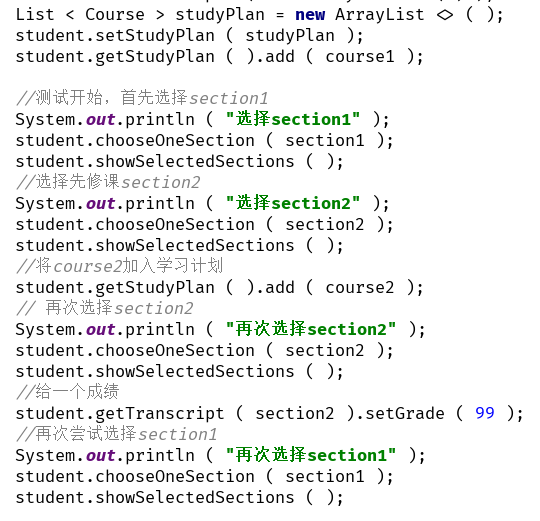 List < Course > studyPlan = new ArrayList <> ( );
student.setStudyPlan ( studyPlan );
student.getStudyPlan ( ).add ( course1 );
//测试开始，首先选择section1
System.out.println ( "选择section1" );
student.chooseOneSection ( section1 );
student.showSelectedSections ( );
//选择先修课section2
System.out.println ( "选择section2" );
student.chooseOneSection ( section2 );
student.showSelectedSections ( );
//将course2加入学习计划
student.getStudyPlan ( ).add ( course2 );
// 再次选择section2
System.out.println ( "再次选择section2" );
student.chooseOneSection ( section2 );
student.showSelectedSections ( );
//给一个成绩
student.getTranscript ( section2 ).setGrade ( 99 );
//再次尝试选择section1
System.out.println ( "再次选择section1" );
student.chooseOneSection ( section1 );
student.showSelectedSections ( );